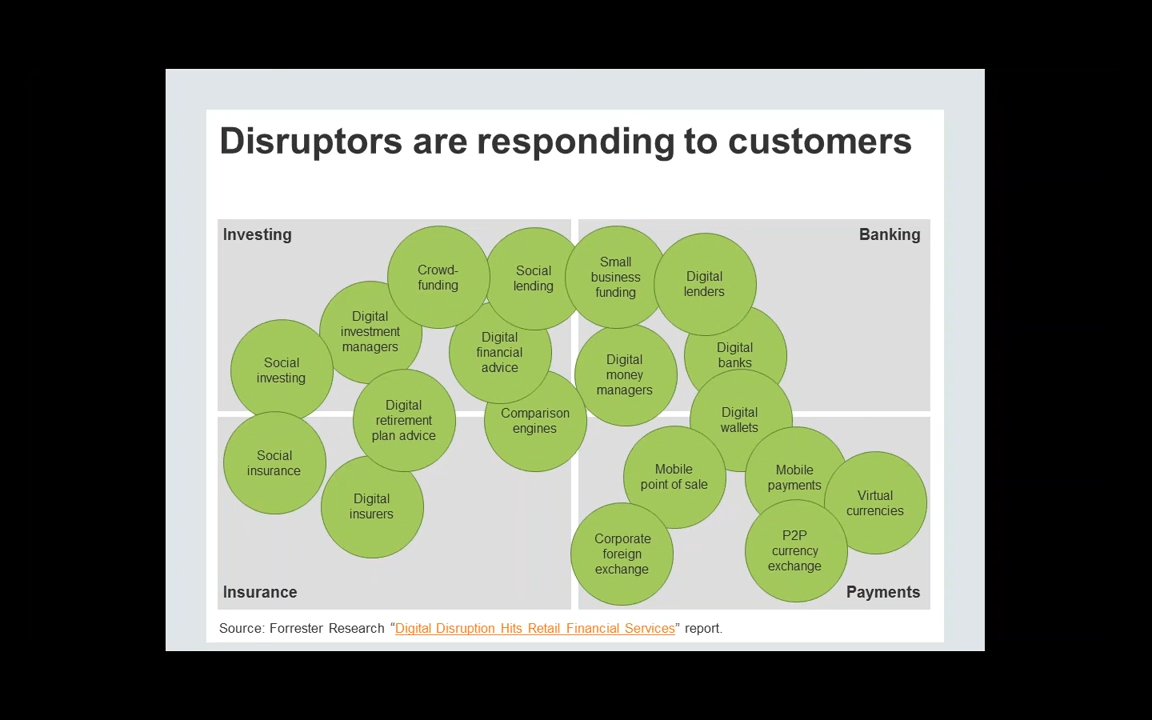 Disruptors are responding to customers
Investing
Banking
Crowd-
funding
Social
lending
Small
business
funding
Digital
lenders
Digital
investment
managers
Digital
financial
advice
Digital
money
managers
Digital
banks
Social
investing
Digital
retirement
plan advice
Comparison
engines
Digital
wallets
Social
insurance
Digital
insurers
Mobile
point of sale
Mobile
payments
Virtual
currencies
Corporate
foreign
exchange
P2P
currency
exchange
Insurance
Payments
Source: Forrester Research “Digital Disruption Hits Retail Financial Services” report.